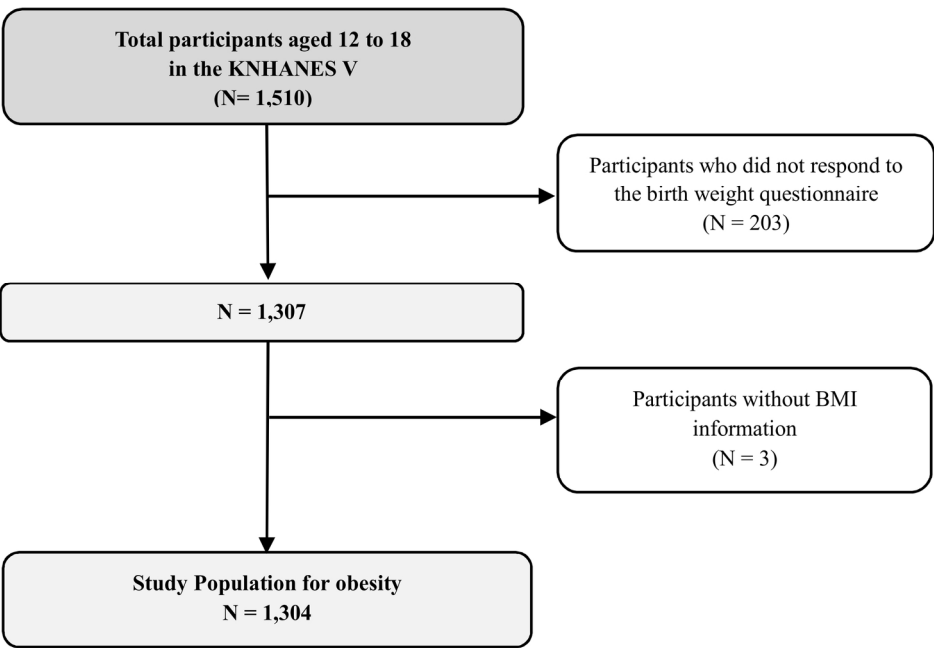 Total participants aged 12 to 18
in the KNHANES V
(N= 1,510)
Participants who did not respond to
the birth weight questionnaire
(N = 203)
N = 1,307
Participants without BMI
information
(N = 3)
Study Population for obesity
N = 1,304